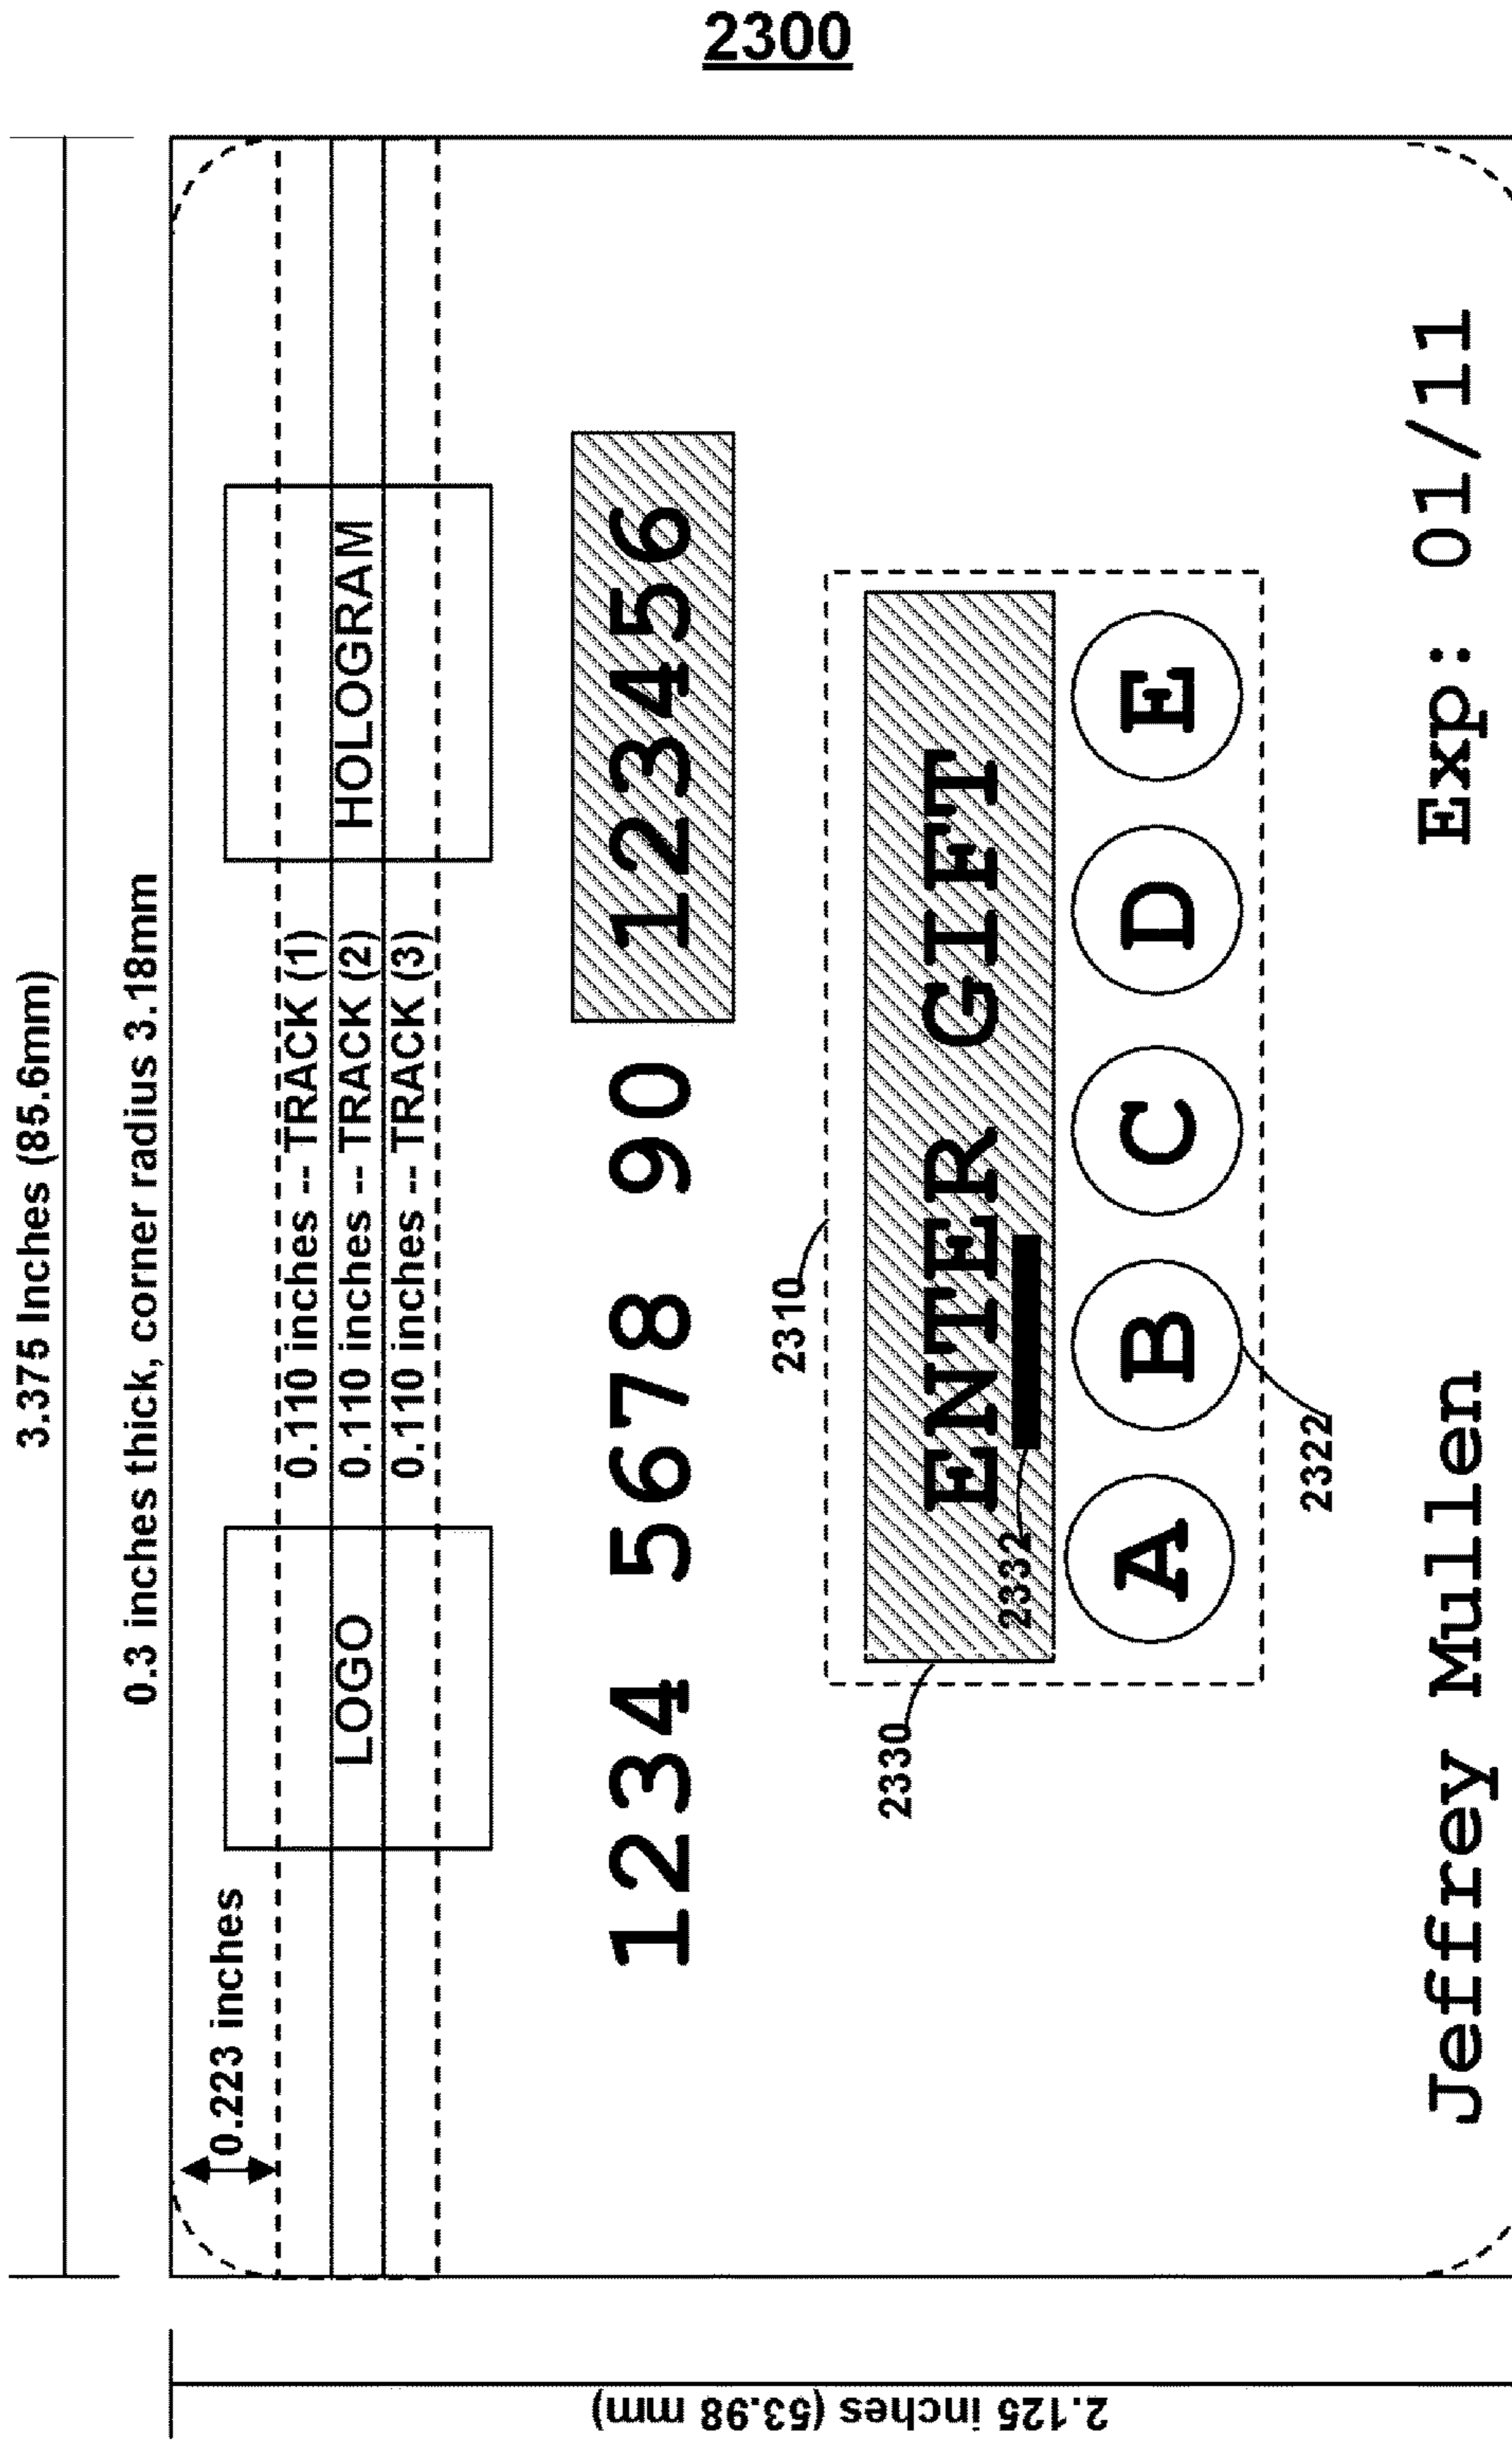 2300
3.375 Inches (85.6mm)
0.3 inches thick, corner radius 3.18mm
0.223 inches
2.125 inches (53.98 mm)
0.110 inches -- TRACK (1)
LOGO
0.110 inches -- TRACK (2)
HOLOGRAM
0.110 inches -- TRACK (3)
1234 5678 90 123456
2310
2330
ENTER GIFT
2332
A B C D E
2322
Jeffrey Mullen Exp: 01/11